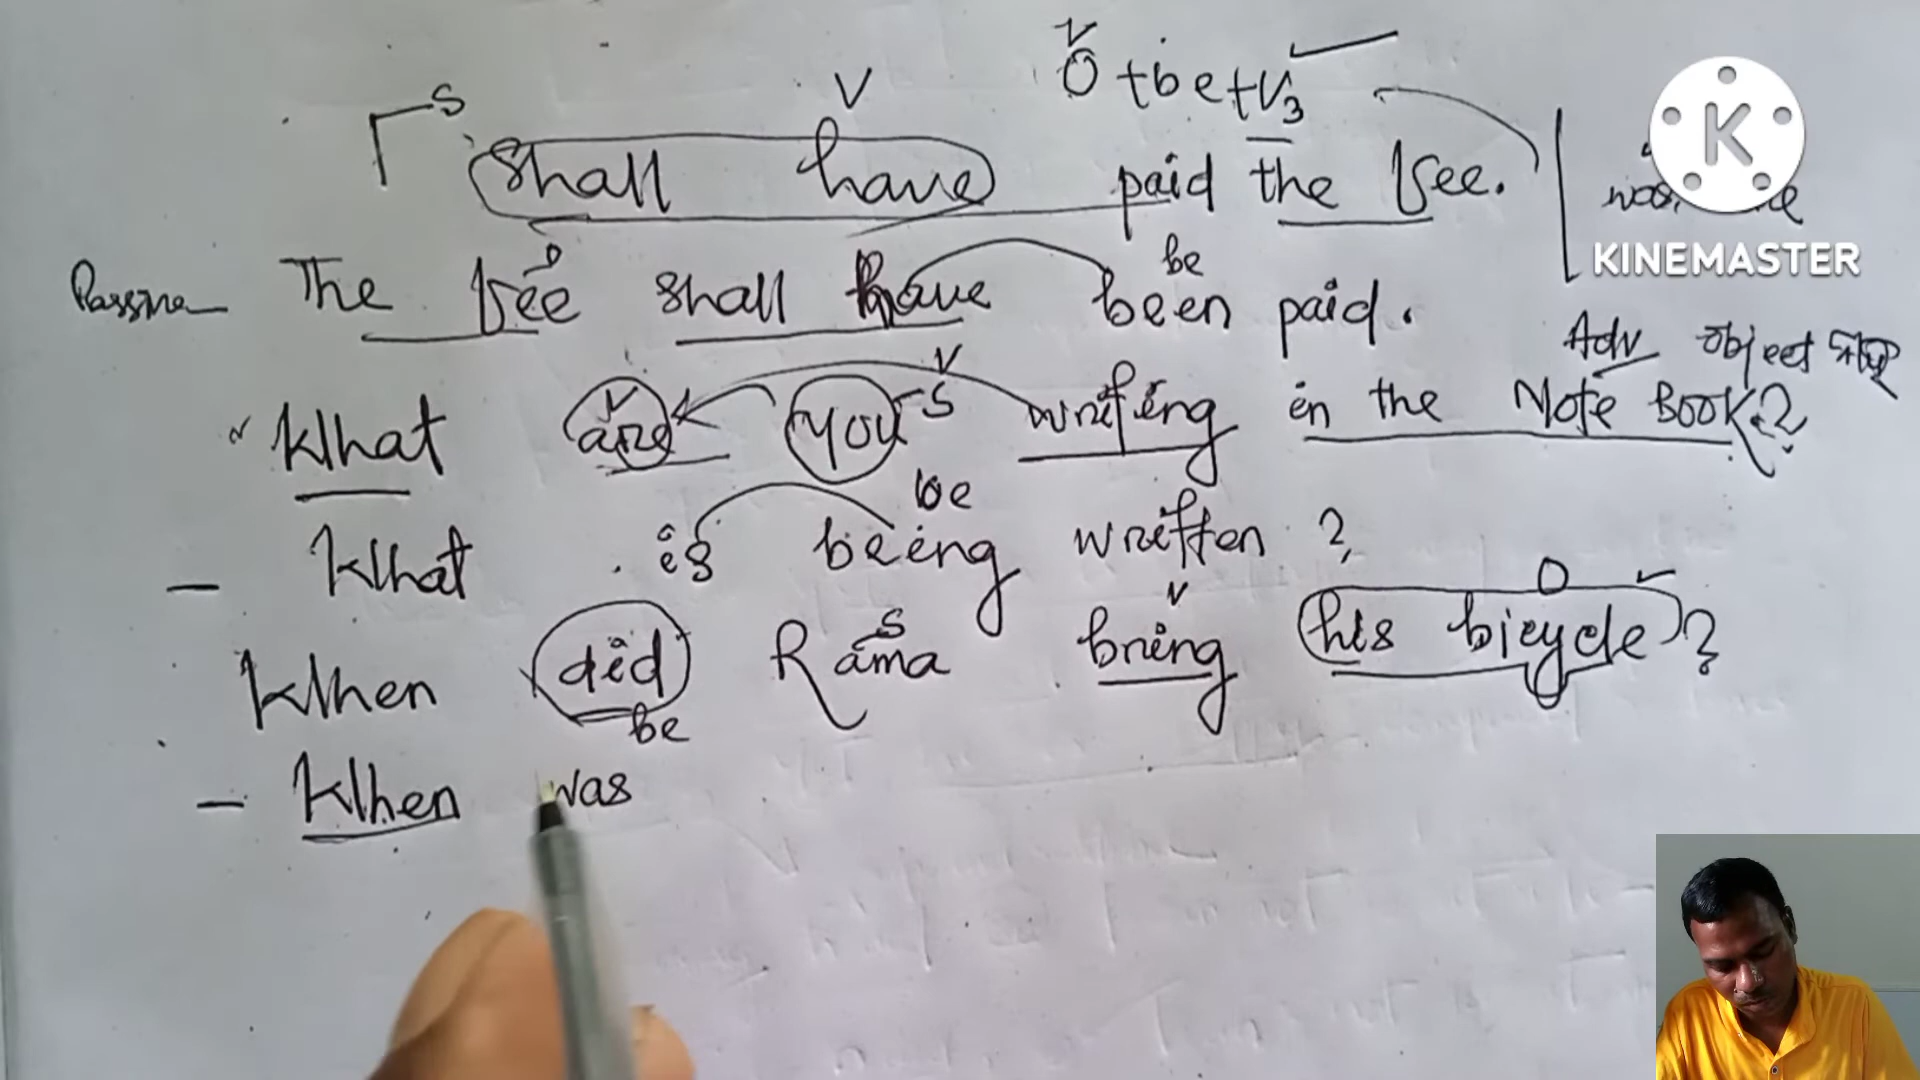 V
O + be + V3
S V
I shall have paid the fee.
O be
Passive The fee shall have been paid.
Adv object
V S V
What are you writing in the Note Book?
be
- What is being written?
S V O
When did Rama bring his bicycle?
be
- When was
K
KINEMASTER